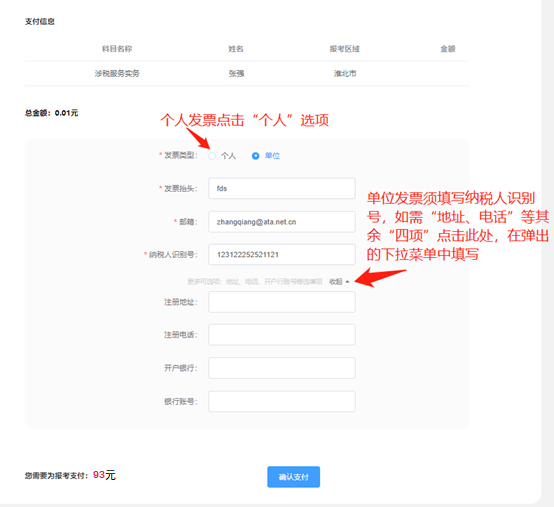 支付信息
科目名称 姓名 报考区域 金额
涉税服务实务 张强 淮北市
总金额：0.01元
个人发票点击“个人”选项
* 发票类型： 个人 单位
* 发票抬头： fds
* 邮箱： zhangqiang@ata.net.cn
* 纳税人识别号： 123122252521121
单位发票须填写纳税人识别
号，如需“地址、电话”等其
余“四项”点击此处，在弹出
的下拉菜单中填写
更多可选项：地址、电话、开户行账号等选填项 收起
注册地址：
注册电话：
开户银行：
银行账号：
您需要为报考支付：93元
确认支付